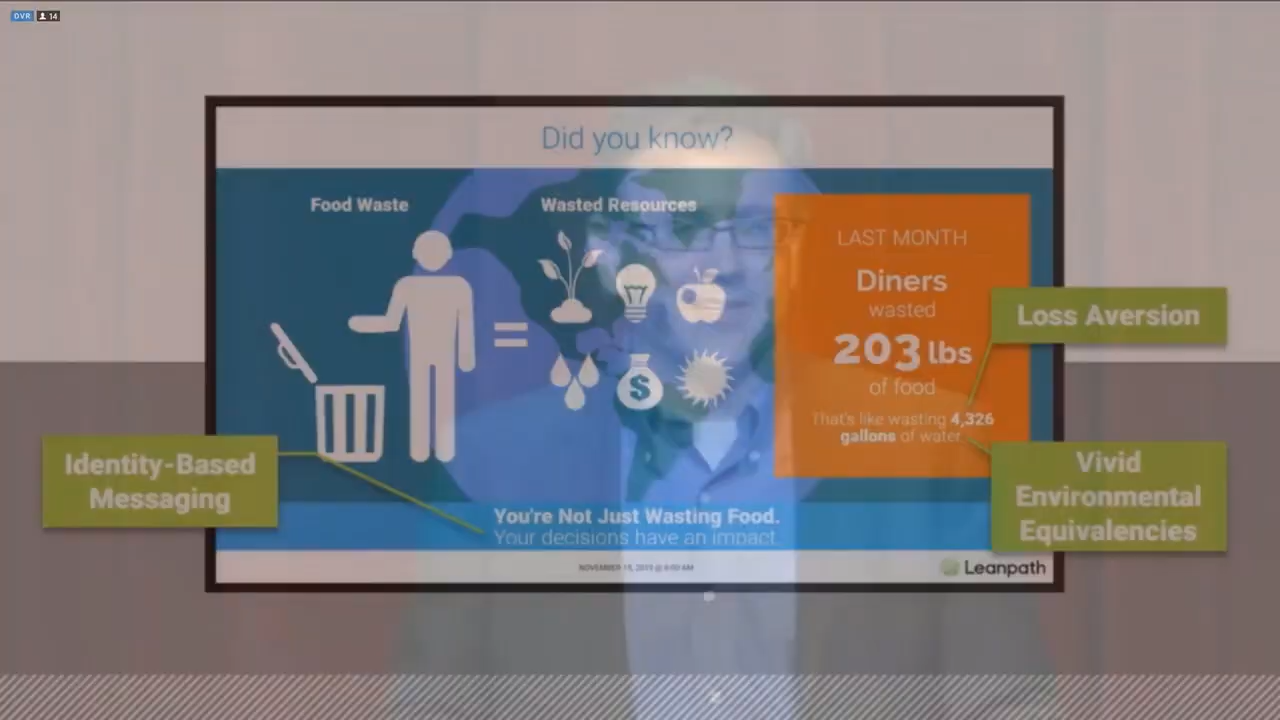 DVR 14
Did you know?
Food Waste
Wasted Resources
LAST MONTH
Diners
wasted
203 lbs
of food
That's like wasting 4,326
gallons of water.
Loss Aversion
Identity-Based
Messaging
Vivid
Environmental
Equivalencies
You're Not Just Wasting Food.
Your decisions have an impact.
NOVEMBER 15, 2019 @ 8:00 AM
Leanpath